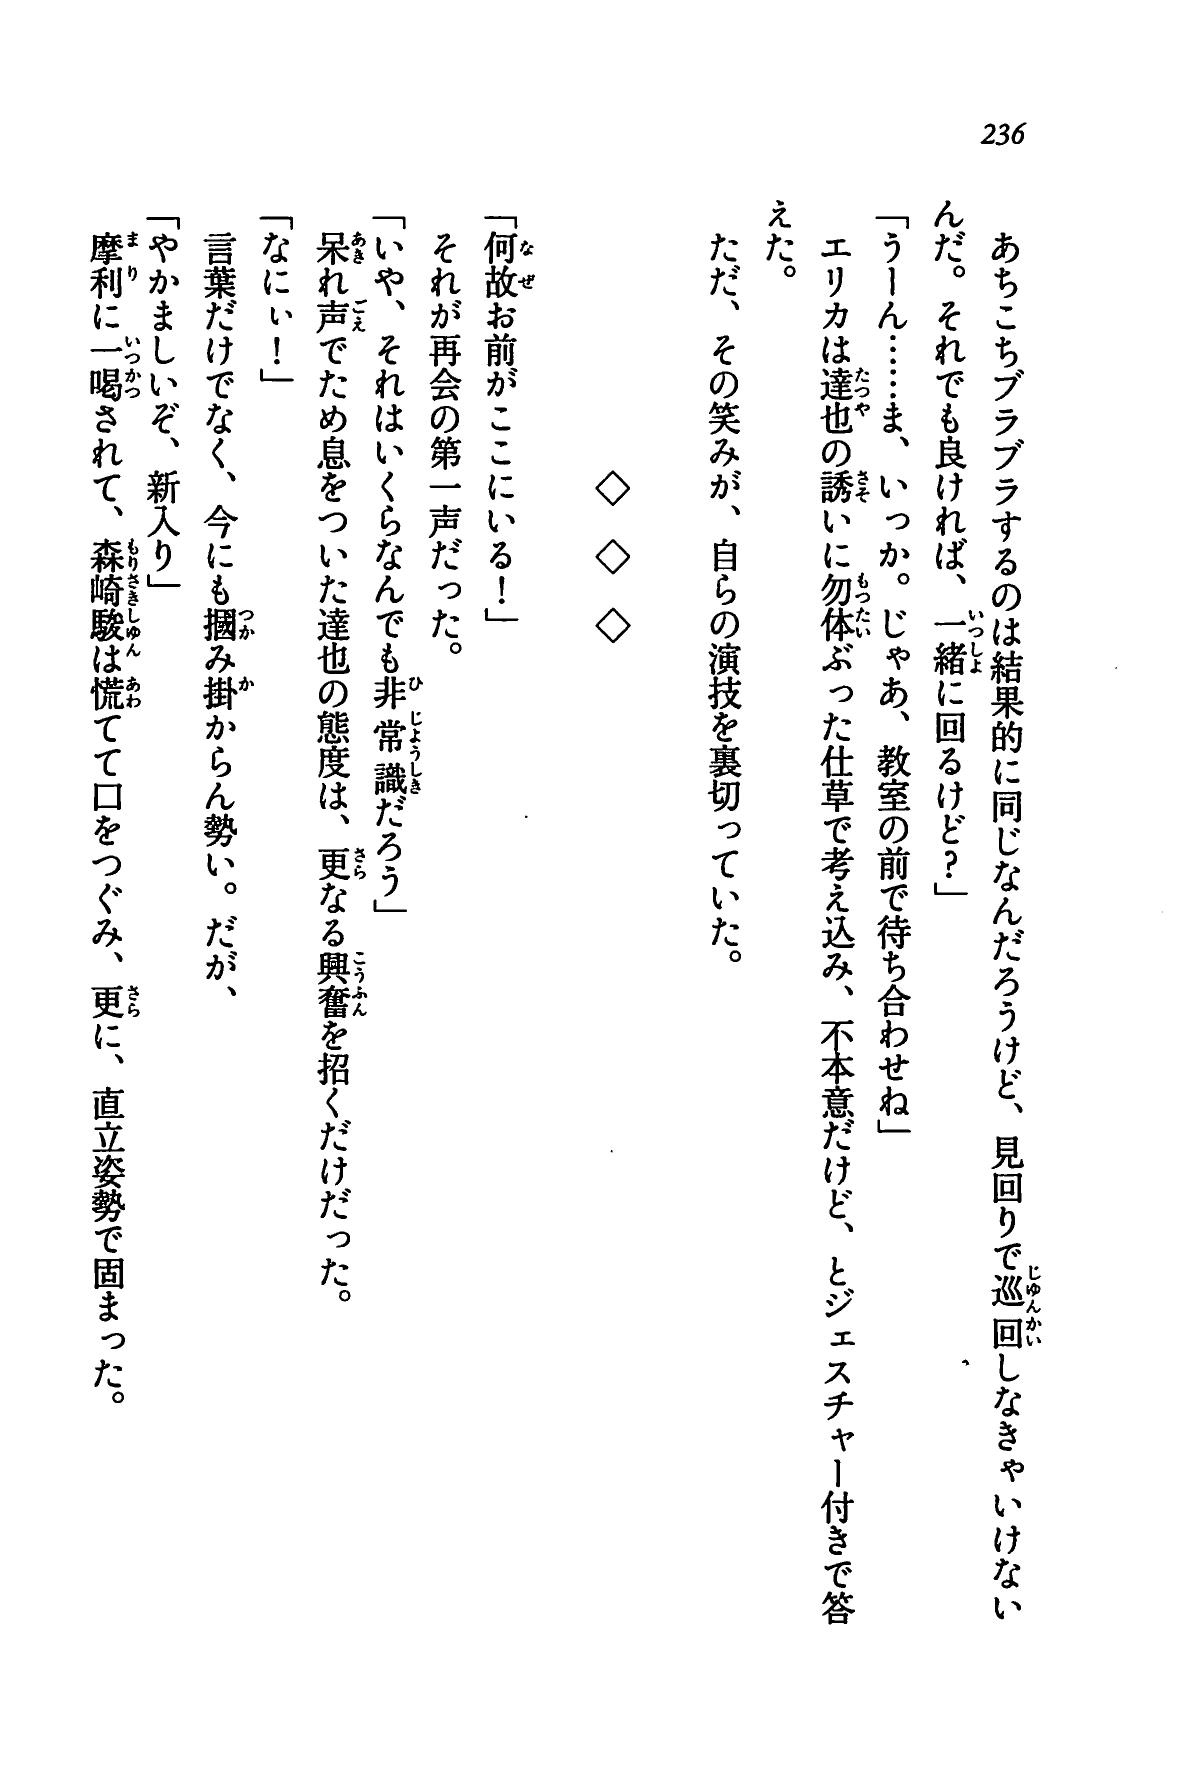 236
あちこちブラブラするのは結果的に同じなんだろうけど、見回りで巡回しなきゃいけない
んだ。それでも良ければ、一緒に回るけど？」
「うーん……ま、いっか。じゃあ、教室の前で待ち合わせね」
エリカは達也の誘いに勿体ぶった仕草で考え込み、不本意だけど、とジェスチャー付きで答
えた。
ただ、その笑みが、自らの演技を裏切っていた。
◇ ◇ ◇
「何故お前がここにいる！」
それが再会の第一声だった。
「いや、それはいくらなんでも非常識だろう」
呆れ声でため息をついた達也の態度は、更なる興奮を招くだけだった。
「なにぃ！」
言葉だけでなく、今にも摑み掛からん勢い。だが、
「やかましいぞ、新入り」
摩利に一喝されて、森崎駿は慌てて口をつぐみ、更に、直立姿勢で固まった。